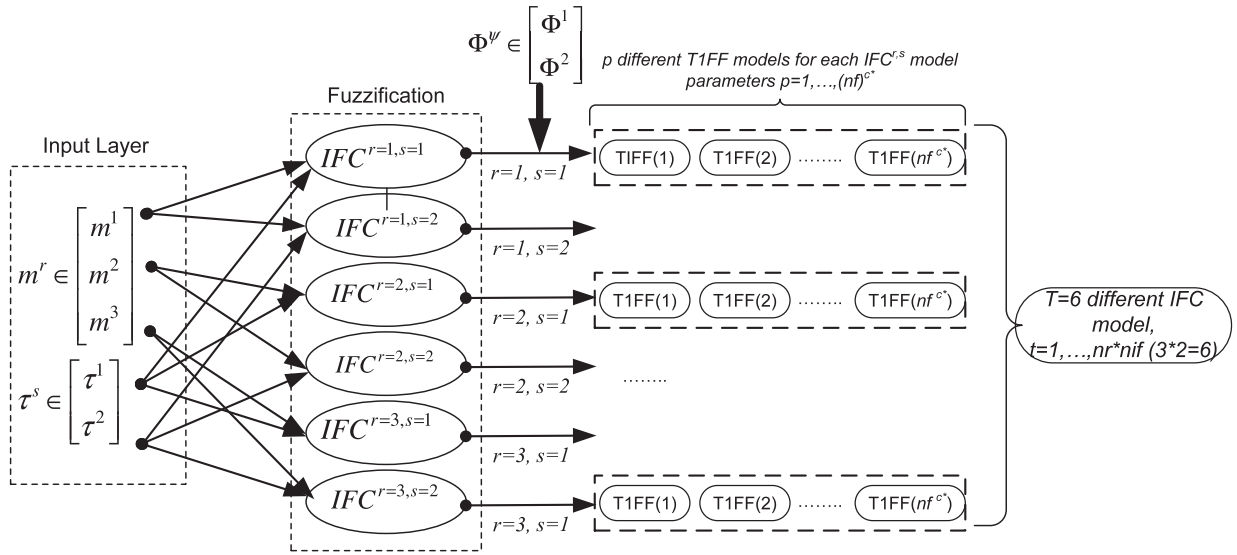 Φ^ψ ∈ [Φ^1
Φ^2]
p different T1FF models for each IFC^{r,s} model
parameters p=1,…,(nf)^{c*}
Fuzzification
Input Layer
m^r ∈ [m^1
m^2
m^3]
τ^s ∈ [τ^1
τ^2]
IFC^{r=1,s=1}
r=1, s=1
TIFF(1) T1FF(2) ........ T1FF(nf^{c*})
IFC^{r=1,s=2}
r=1, s=2
IFC^{r=2,s=1}
r=2, s=1
T1FF(1) T1FF(2) ........ T1FF(nf^{c*})
IFC^{r=2,s=2}
r=2, s=2
........
IFC^{r=3,s=1}
r=3, s=1
IFC^{r=3,s=2}
r=3, s=1
T1FF(1) T1FF(2) ........ T1FF(nf^{c*})
T=6 different IFC
model,
t=1,…,nr*nif (3*2=6)